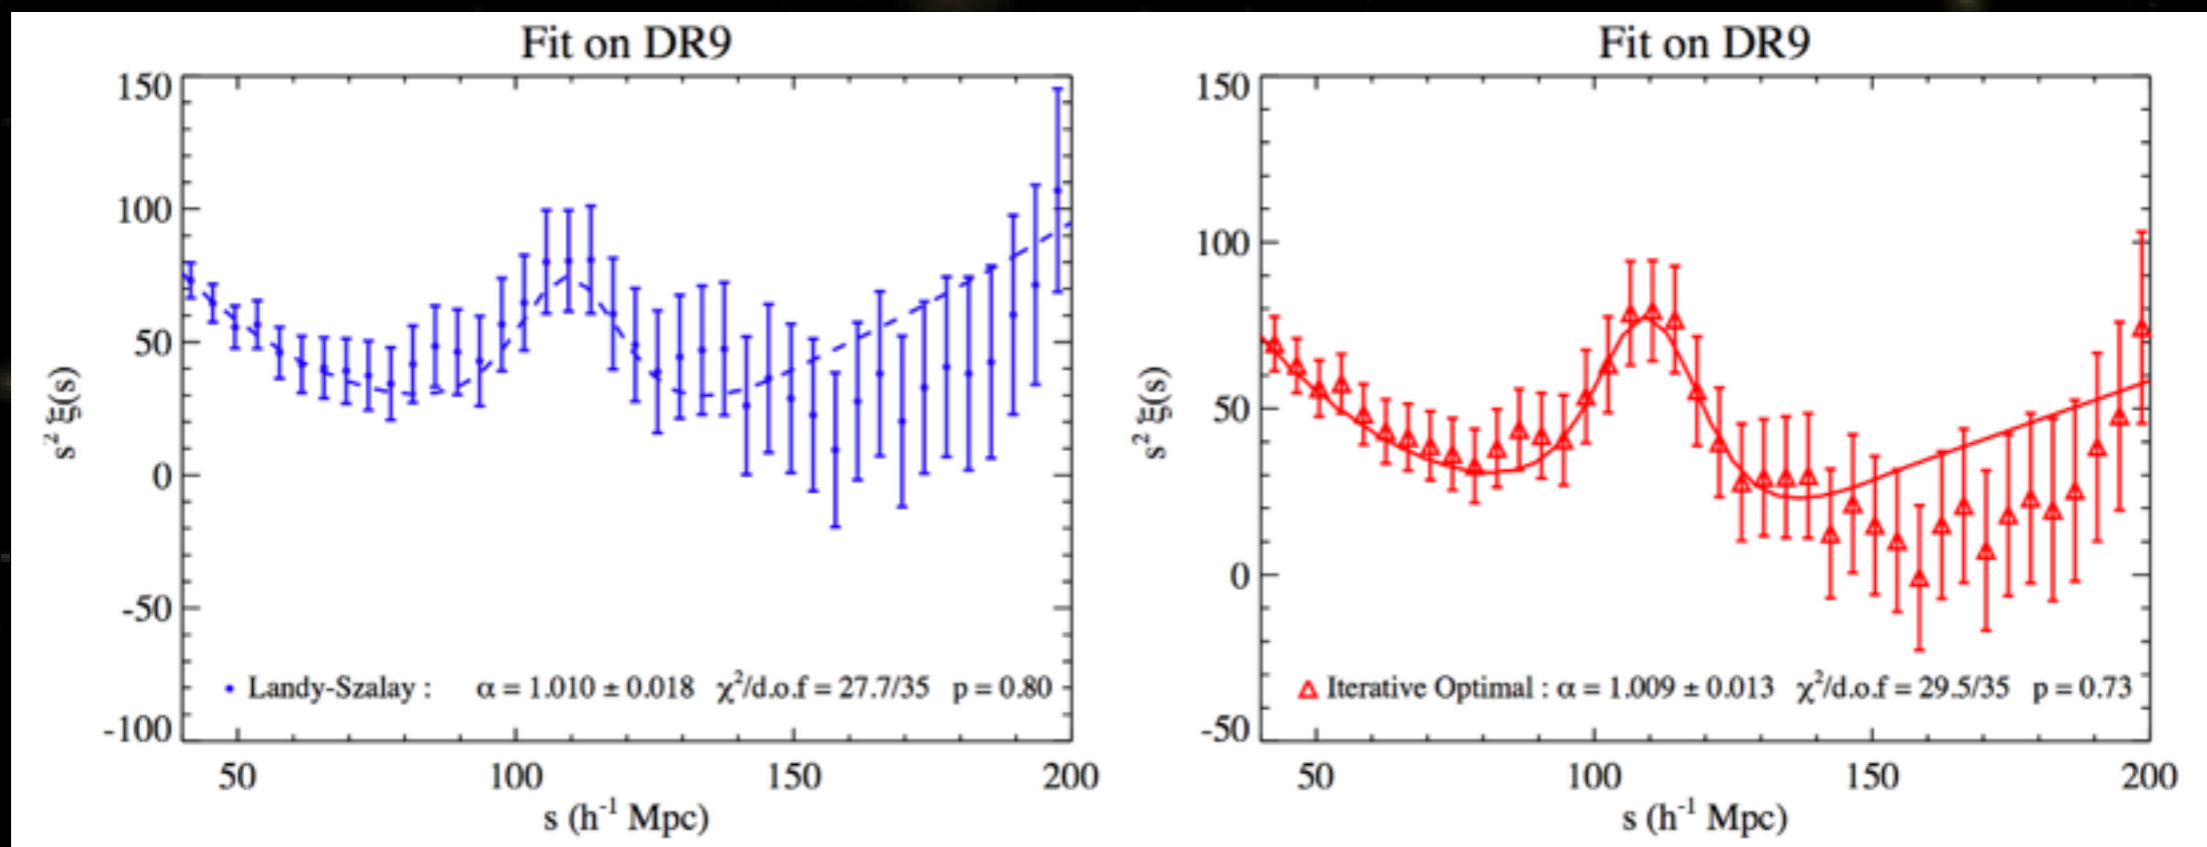 Fit on DR9
150
100
50
0
-50
-100
s² ξ(s)
• Landy-Szalay : α = 1.010 ± 0.018 χ²/d.o.f = 27.7/35 p = 0.80
50 100 150 200
s (h⁻¹ Mpc)
Fit on DR9
150
100
50
0
-50
s² ξ(s)
△ Iterative Optimal : α = 1.009 ± 0.013 χ²/d.o.f = 29.5/35 p = 0.73
50 100 150 200
s (h⁻¹ Mpc)